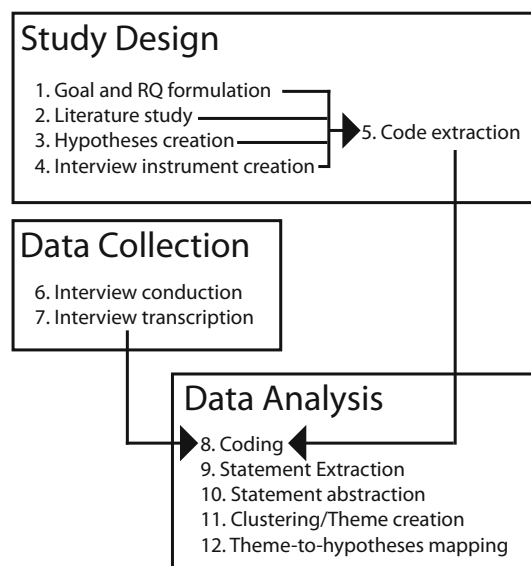 Study Design
1. Goal and RQ formulation
2. Literature study
3. Hypotheses creation
4. Interview instrument creation
5. Code extraction
Data Collection
6. Interview conduction
7. Interview transcription
Data Analysis
8. Coding
9. Statement Extraction
10. Statement abstraction
11. Clustering/Theme creation
12. Theme-to-hypotheses mapping